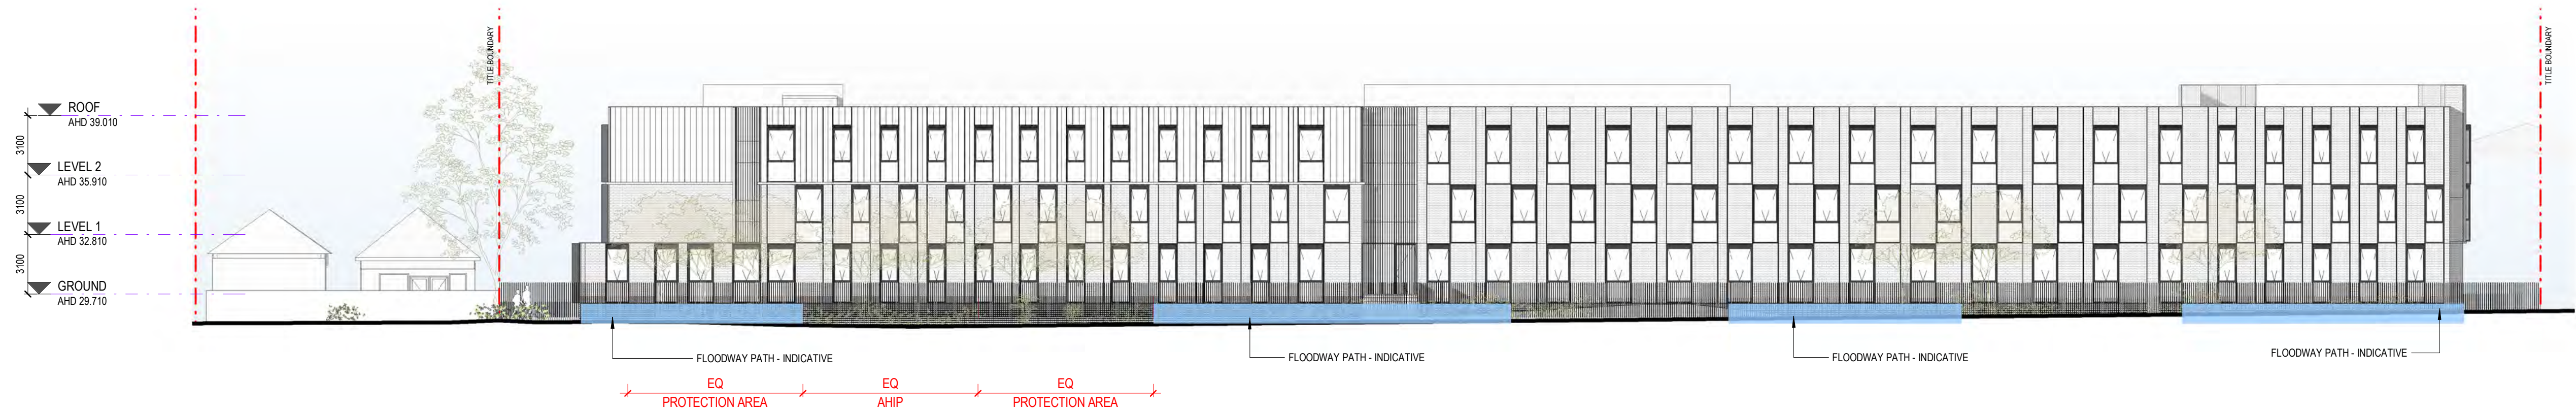 TITLE BOUNDARY
TITLE BOUNDARY
ROOF
AHD 39.010
3100
LEVEL 2
AHD 35.910
3100
LEVEL 1
AHD 32.810
3100
GROUND
AHD 29.710
FLOODWAY PATH - INDICATIVE
FLOODWAY PATH - INDICATIVE
FLOODWAY PATH - INDICATIVE
FLOODWAY PATH - INDICATIVE
EQ
PROTECTION AREA
EQ
AHIP
EQ
PROTECTION AREA